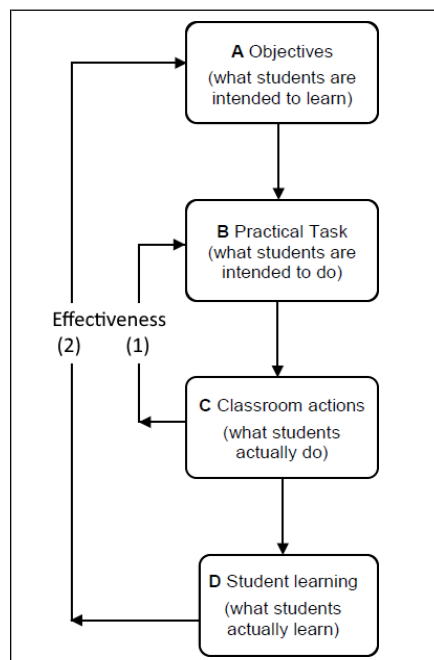 A Objectives
(what students are
intended to learn)
B Practical Task
(what students are
intended to do)
Effectiveness
(2) (1)
C Classroom actions
(what students
actually do)
D Student learning
(what students
actually learn)